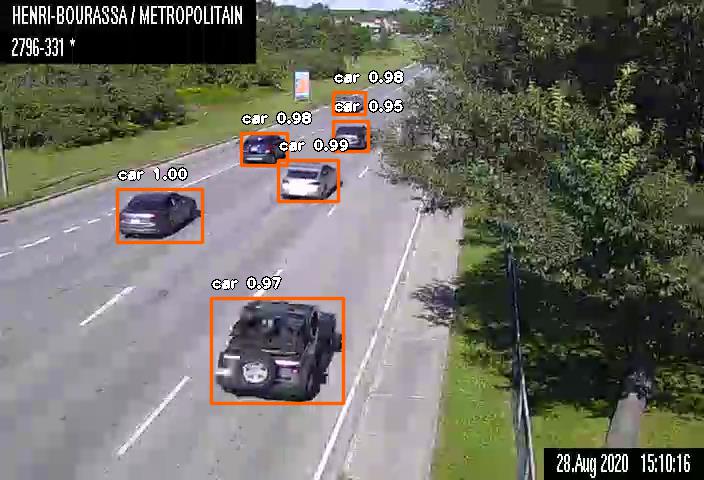 HENRI-BOURASSA / METROPOLITAIN
2796-331 *
car 0.98
car 0.95
car 0.98
car 0.99
car 1.00
car 0.97
28.Aug 2020 15:10:16